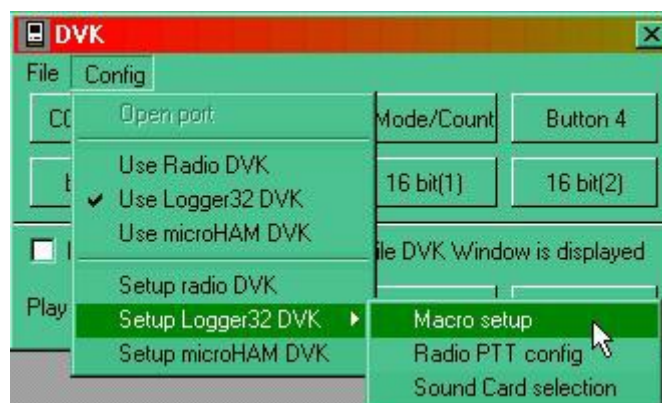 DVK
File Config
Open port
Mode/Count Button 4
Use Radio DVK
16 bit(1) 16 bit(2)
Use Logger32 DVK
Use microHAM DVK
DVK Window is displayed
Setup radio DVK
Play
Setup Logger32 DVK
Macro setup
Setup microHAM DVK
Radio PTT config
Sound Card selection